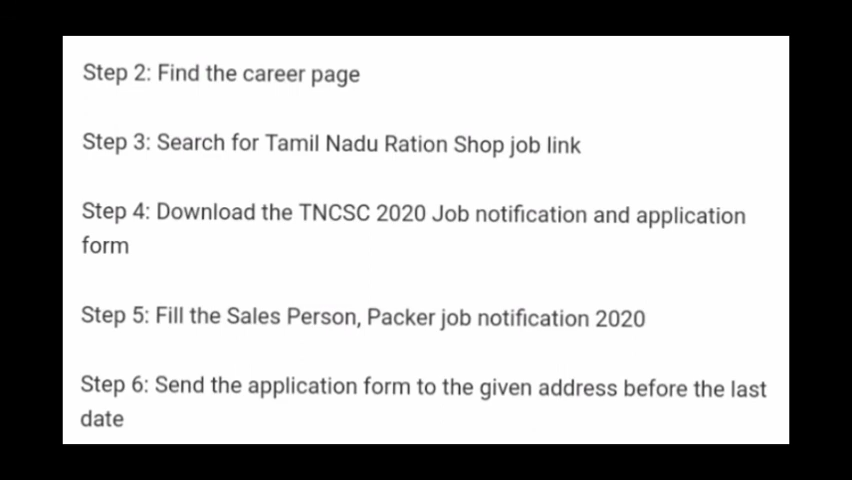 Step 2: Find the career page
Step 3: Search for Tamil Nadu Ration Shop job link
Step 4: Download the TNCSC 2020 Job notification and application
form
Step 5: Fill the Sales Person, Packer job notification 2020
Step 6: Send the application form to the given address before the last
date